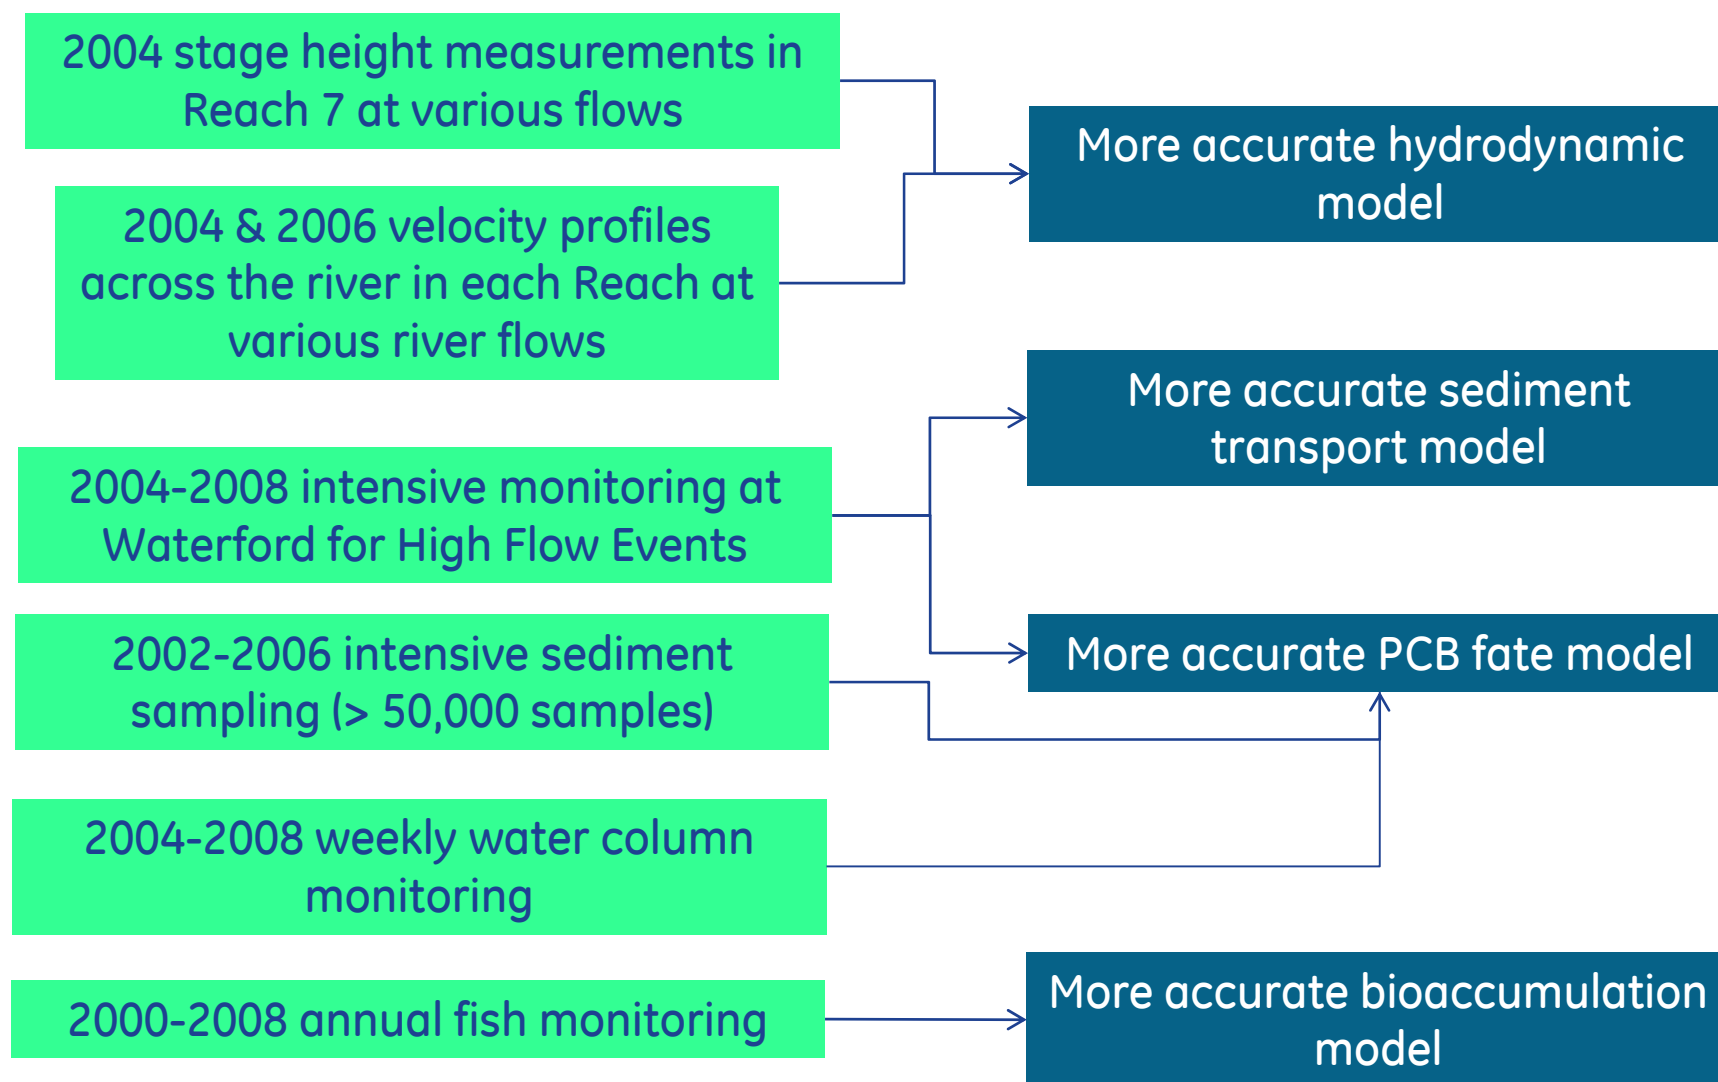 2004 stage height measurements in
Reach 7 at various flows
2004 & 2006 velocity profiles
across the river in each Reach at
various river flows
2004-2008 intensive monitoring at
Waterford for High Flow Events
2002-2006 intensive sediment
sampling (> 50,000 samples)
2004-2008 weekly water column
monitoring
2000-2008 annual fish monitoring
More accurate hydrodynamic
model
More accurate sediment
transport model
More accurate PCB fate model
More accurate bioaccumulation
model